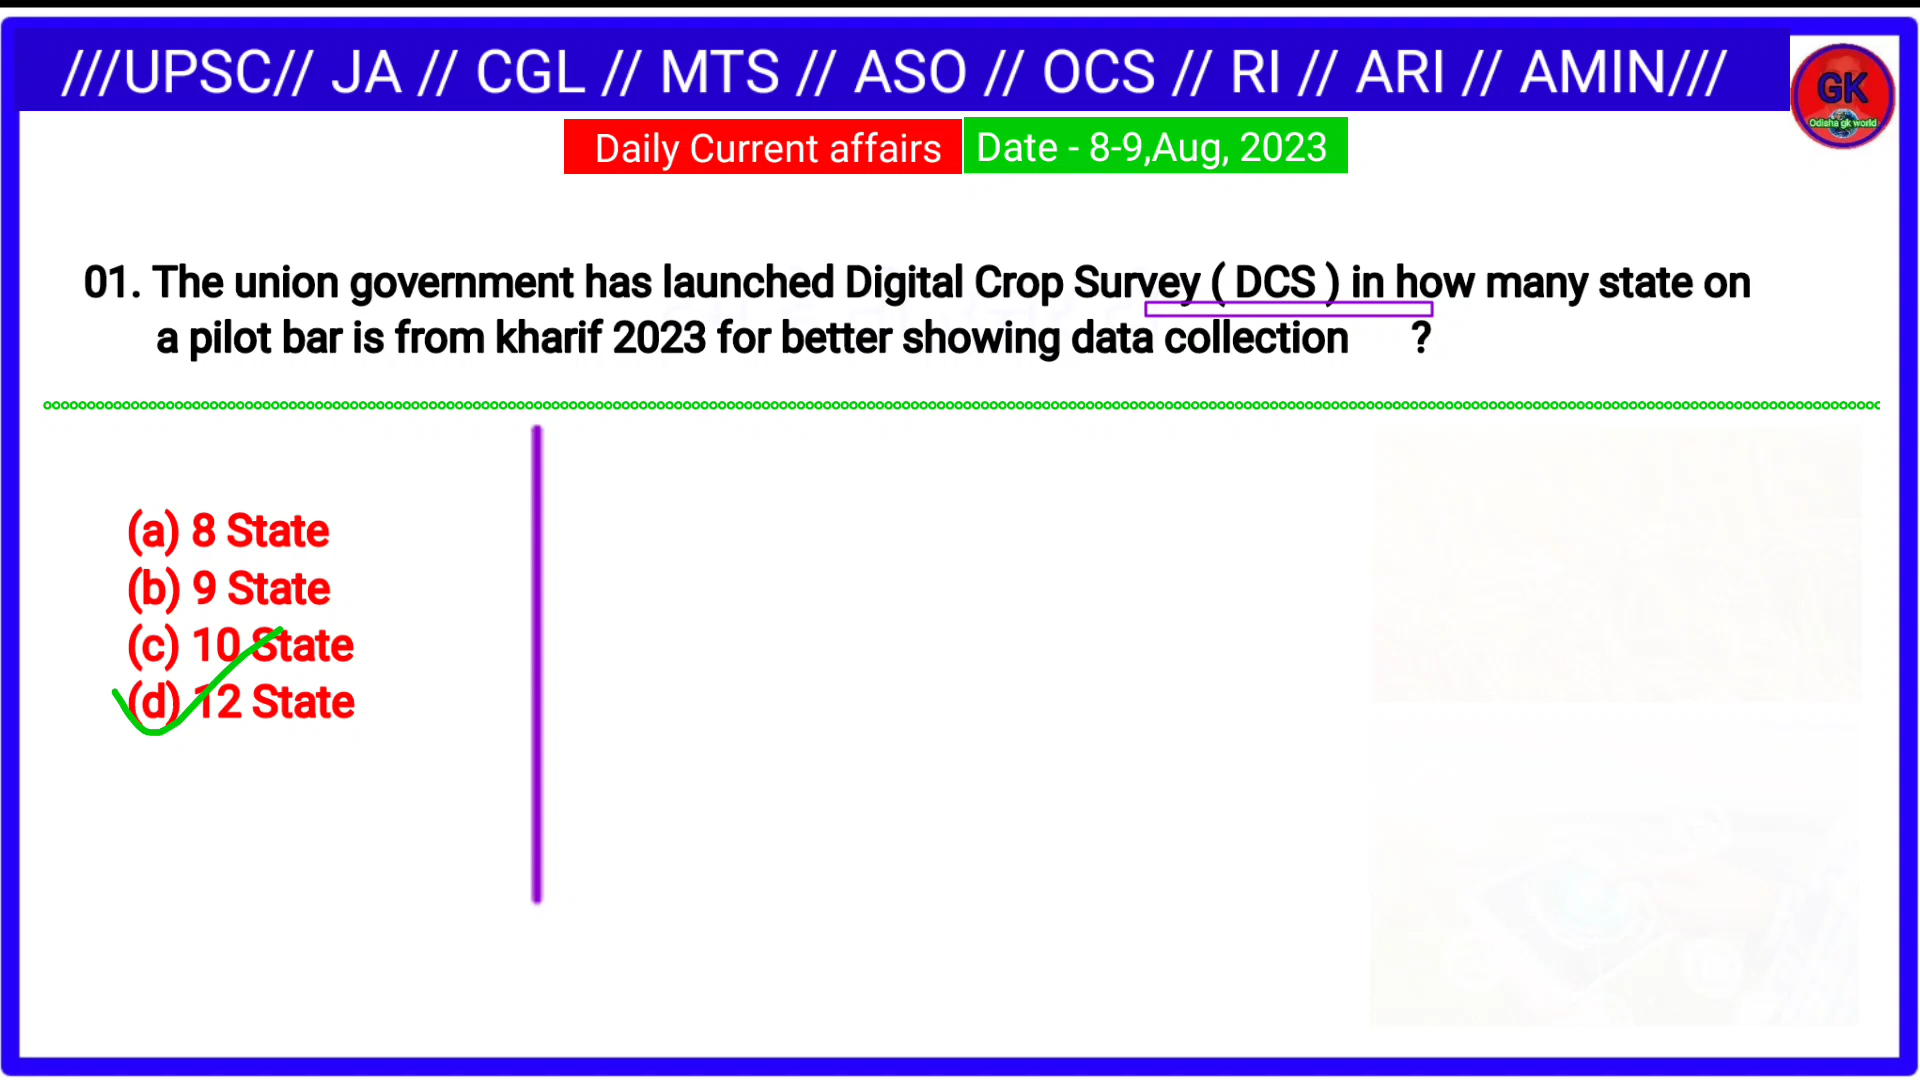 ///UPSC// JA // CGL // MTS // ASO // OCS // RI // ARI // AMIN///
GK
Odisha gk world
Daily Current affairs
Date - 8-9,Aug, 2023
01. The union government has launched Digital Crop Survey ( DCS ) in how many state on
a pilot bar is from kharif 2023 for better showing data collection ?
(a) 8 State
(b) 9 State
(c) 10 State
(d) 12 State